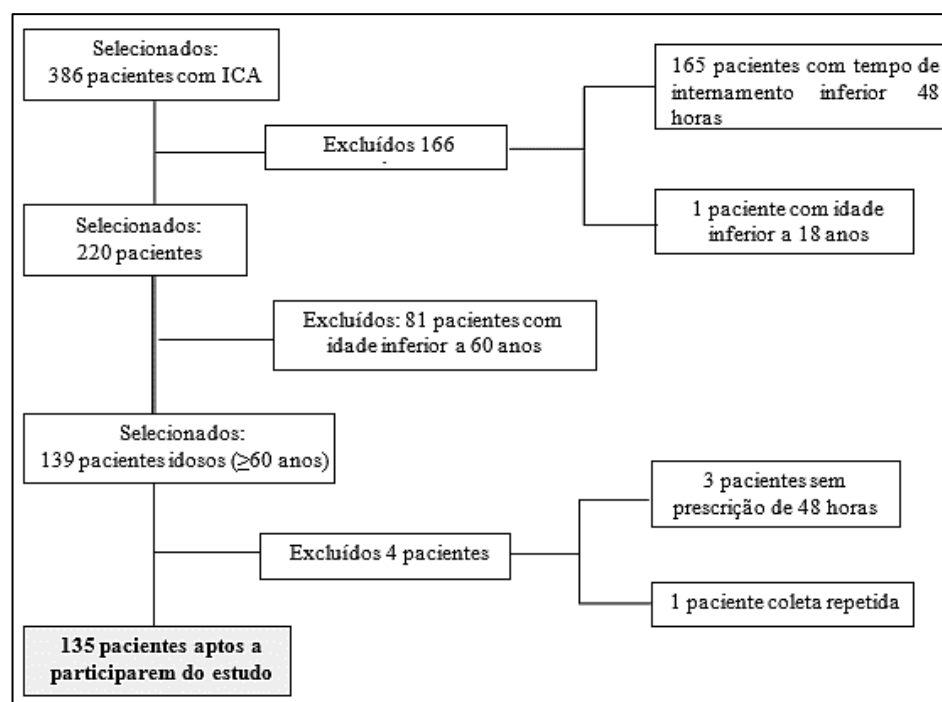 Selecionados:
386 pacientes com ICA
165 pacientes com tempo de
internamento inferior 48
horas
Excluídos 166
1 paciente com idade
inferior a 18 anos
Selecionados:
220 pacientes
Excluídos: 81 pacientes com
idade inferior a 60 anos
Selecionados:
139 pacientes idosos (≥60 anos)
3 pacientes sem
prescrição de 48 horas
Excluídos 4 pacientes
1 paciente coleta repetida
135 pacientes aptos a
participarem do estudo